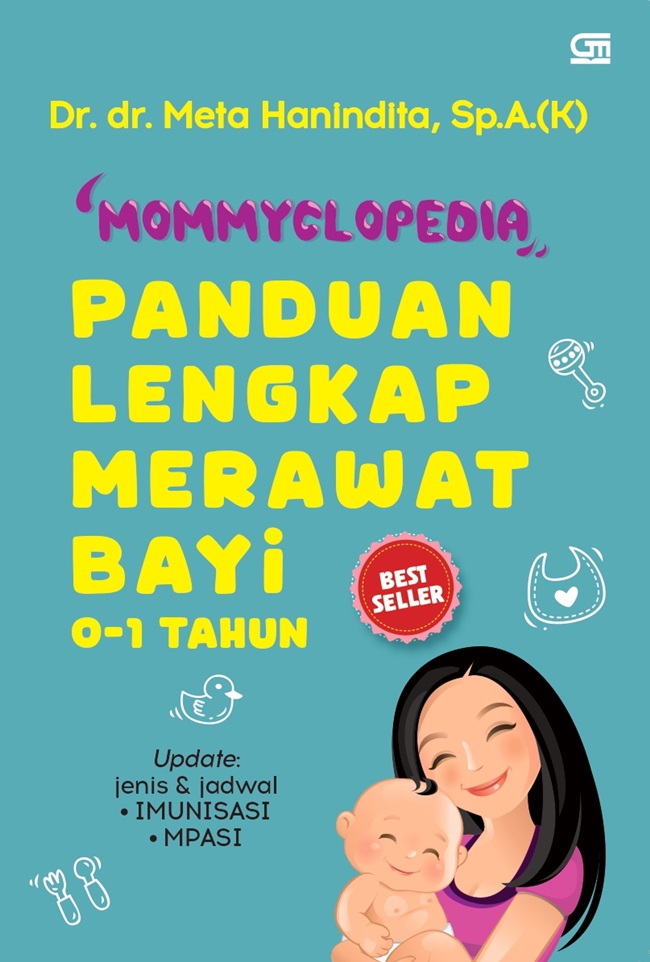 GM
Dr. dr. Meta Hanindita, Sp.A.(K)
"MOMMYCLOPEDIA"
PANDUAN
LENGKAP
MERAWAT
BAYi
0-1 TAHUN
BEST
SELLER
Update:
jenis & jadwal
• IMUNISASI
• MPASI